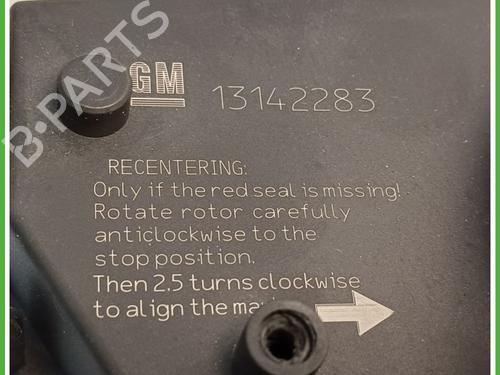 GM 13142283
RECENTERING:
Only if the red seal is missing!
Rotate rotor carefully
anticlockwise to the
stop position.
Then 2.5 turns clockwise
to align the
B-PARTS